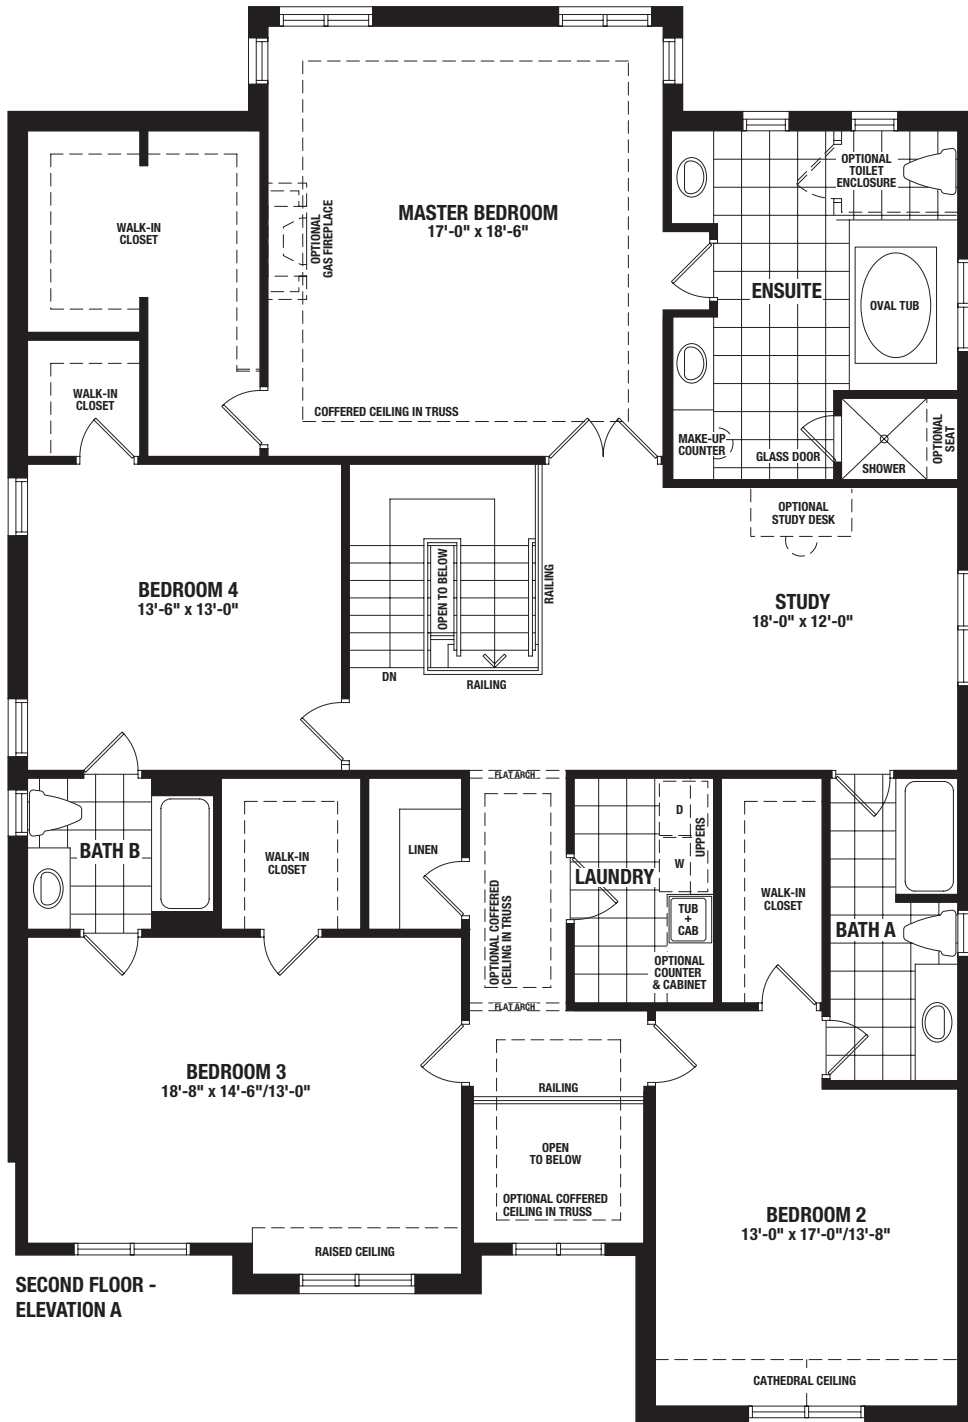 MASTER BEDROOM
17'-0" x 18'-6"
OPTIONAL
GAS FIREPLACE
COFFERED CEILING IN TRUSS
WALK-IN
CLOSET
WALK-IN
CLOSET
OPTIONAL
TOILET
ENCLOSURE
ENSUITE
OVAL TUB
MAKE-UP
COUNTER
GLASS DOOR
SHOWER
OPTIONAL
SEAT
OPTIONAL
STUDY DESK
STUDY
18'-0" x 12'-0"
BEDROOM 4
13'-6" x 13'-0"
OPEN TO BELOW
RAILING
DN
RAILING
FLAT ARCH
BATH B
WALK-IN
CLOSET
LINEN
OPTIONAL COFFERED
CEILING IN TRUSS
LAUNDRY
D
W
UPPERS
TUB
+
CAB
OPTIONAL
COUNTER
& CABINET
WALK-IN
CLOSET
BATH A
FLAT ARCH
BEDROOM 3
18'-8" x 14'-6"/13'-0"
RAILING
OPEN
TO BELOW
OPTIONAL COFFERED
CEILING IN TRUSS
RAISED CEILING
BEDROOM 2
13'-0" x 17'-0"/13'-8"
CATHEDRAL CEILING
SECOND FLOOR -
ELEVATION A